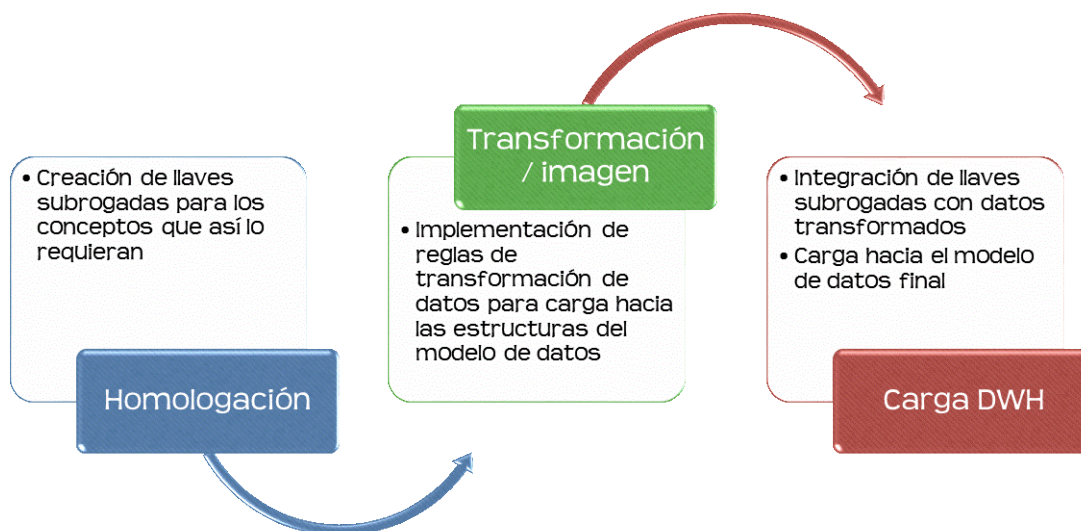 • Creación de llaves
subrogadas para los
conceptos que así lo
requieran
Homologación
Transformación
/ imagen
• Implementación de
reglas de
transformación de
datos para carga hacia
las estructuras del
modelo de datos
• Integración de llaves
subrogadas con datos
transformados
• Carga hacia el modelo
de datos final
Carga DWH